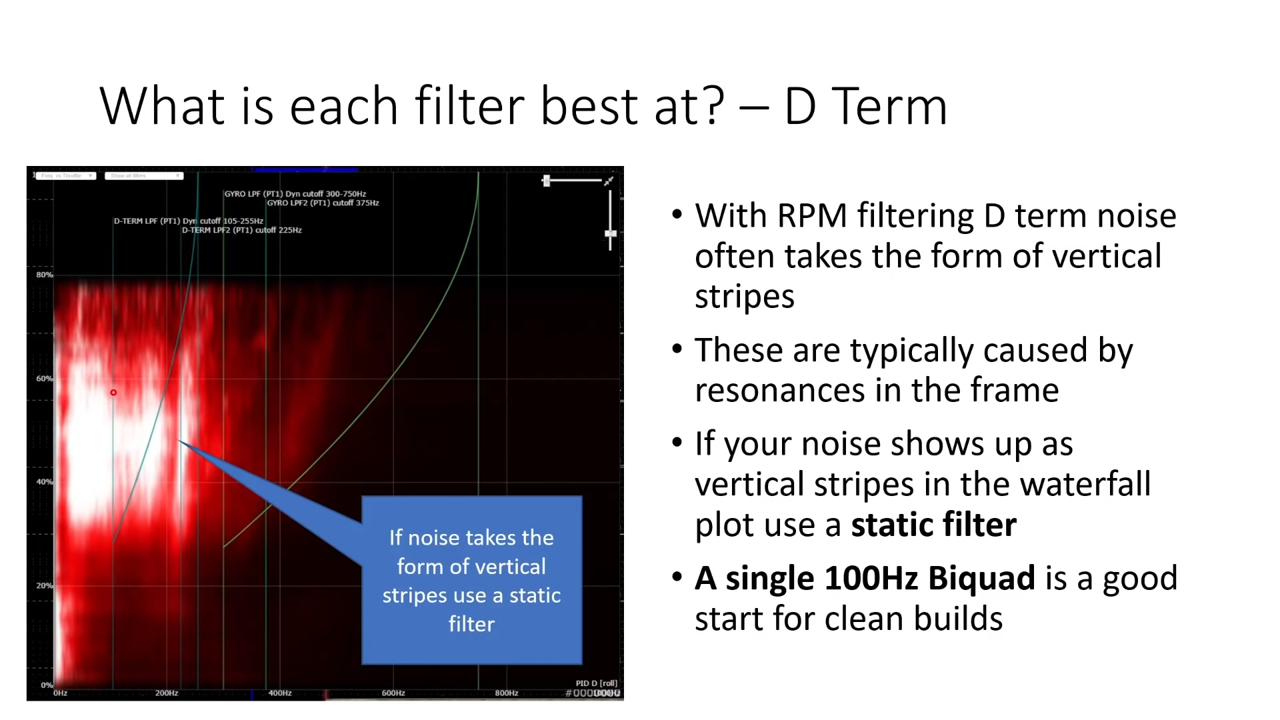 What is each filter best at? – D Term
GYRO LPF (PT1) Dyn cutoff 300-750Hz
GYRO LPF2 (PT1) cutoff 375Hz
D-TERM LPF (PT1) Dyn cutoff 105-255Hz
D-TERM LPF2 (PT1) cutoff 225Hz
80%
60%
40%
20%
0%
If noise takes the
form of vertical
stripes use a static
filter
PID D [roll]
0Hz 200Hz 400Hz 600Hz 800Hz
• With RPM filtering D term noise
often takes the form of vertical
stripes
• These are typically caused by
resonances in the frame
• If your noise shows up as
vertical stripes in the waterfall
plot use a static filter
• A single 100Hz Biquad is a good
start for clean builds